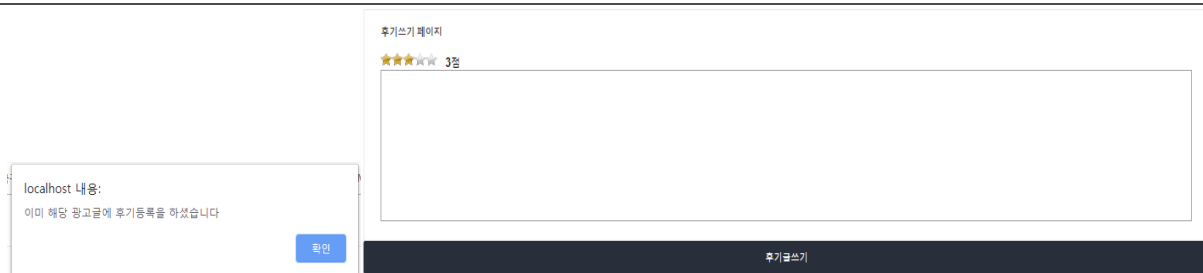 후기쓰기 페이지
3점
localhost 내용:
이미 해당 광고글에 후기등록을 하셨습니다
확인
후기글쓰기